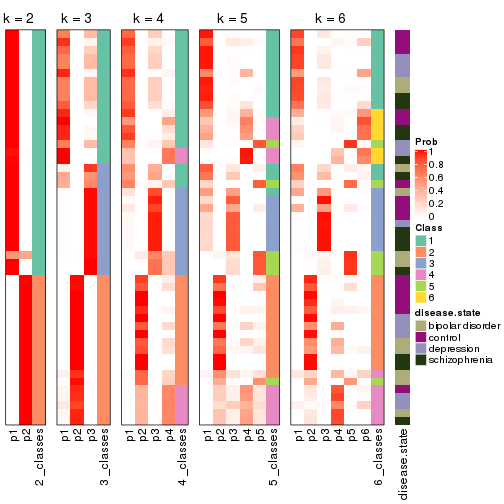 k = 2
k = 3
k = 4
k = 5
k = 6
Prob
1
0.8
0.6
0.4
0.2
0
Class
1
2
3
4
5
6
disease.state
bipolar disorder
control
depression
schizophrenia
p1
p2
2_classes
p1
p2
p3
3_classes
p1
p2
p3
p4
4_classes
p1
p2
p3
p4
p5
5_classes
p1
p2
p3
p4
p5
p6
6_classes
disease.state